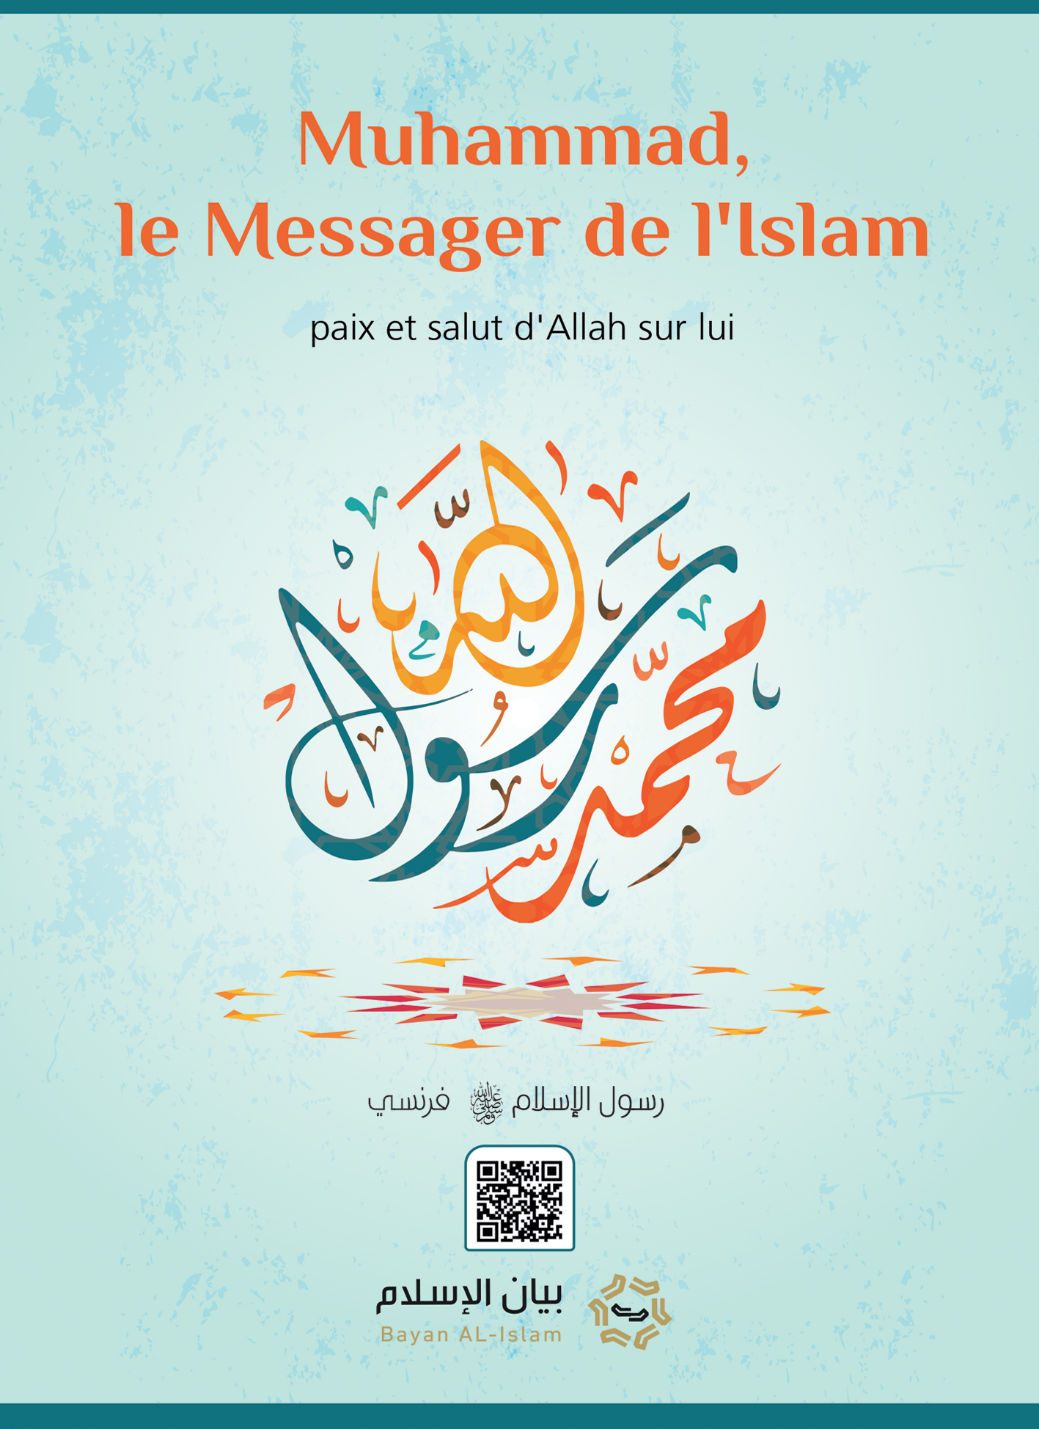 Muhammad,
le Messager de l'Islam
paix et salut d'Allah sur lui
محمد رسول الله
رسول الإسلام ﷺ فرنسي
بيان الإسلام
Bayan AL-Islam